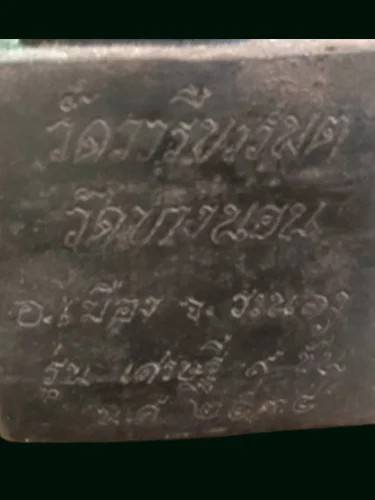 วัดวารีบรรพต
วัดบางนอน
อ.เมือง จ.ระนอง
รุ่น เศรษฐี ๙
พ.ศ